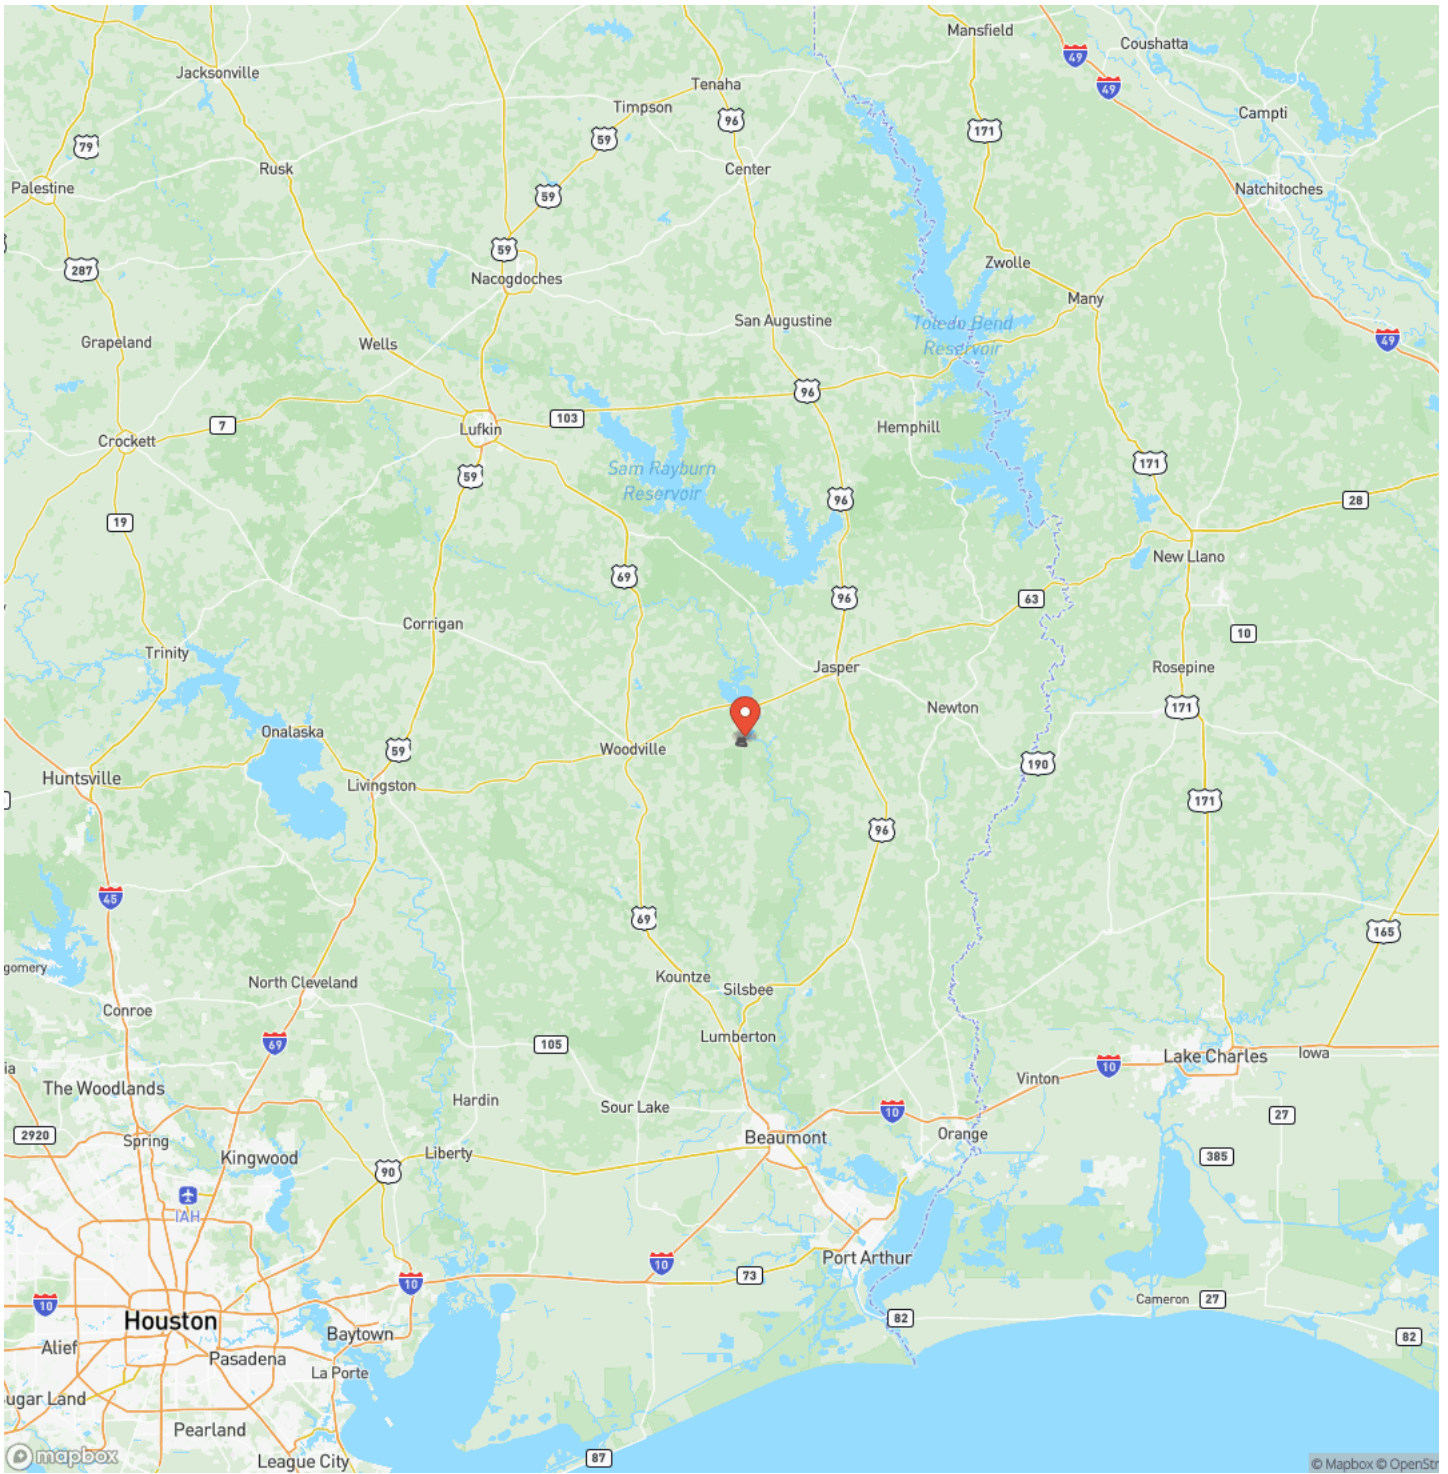 Mansfield
Coushatta
49
Jacksonville
Tenaha
49
Timpson
Campti
96
171
59
79
Rusk
Center
Palestine
Natchitoches
59
59
Zwolle
287
Nacogdoches
Many
San Augustine
Toledo Bend
Reservoir
Grapeland
Wells
49
96
103
7
Hemphill
Lufkin
Crockett
171
Sam Rayburn
Reservoir
59
96
28
19
New Llano
69
96
63
Corrigan
10
Trinity
Jasper
Rosepine
Newton
171
Onalaska
59
Woodville
190
Huntsville
Livingston
171
96
45
69
165
gomery
Kountze
North Cleveland
Silsbee
Conroe
Lumberton
69
105
Lake Charles
Iowa
ia
10
The Woodlands
Vinton
Hardin
Sour Lake
10
27
2920
Spring
Beaumont
Orange
Kingwood
Liberty
385
90
IAH
Port Arthur
10
73
10
Cameron
27
10
Houston
82
Baytown
82
Alief
Pasadena
La Porte
ugar Land
Pearland
mapbox
League City
87
© Mapbox © OpenStr